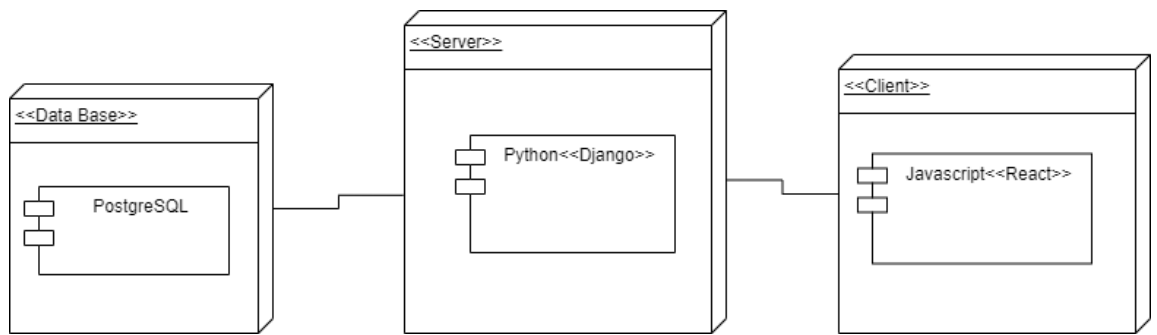 <<Data Base>>
PostgreSQL
<<Server>>
Python<<Django>>
<<Client>>
Javascript<<React>>